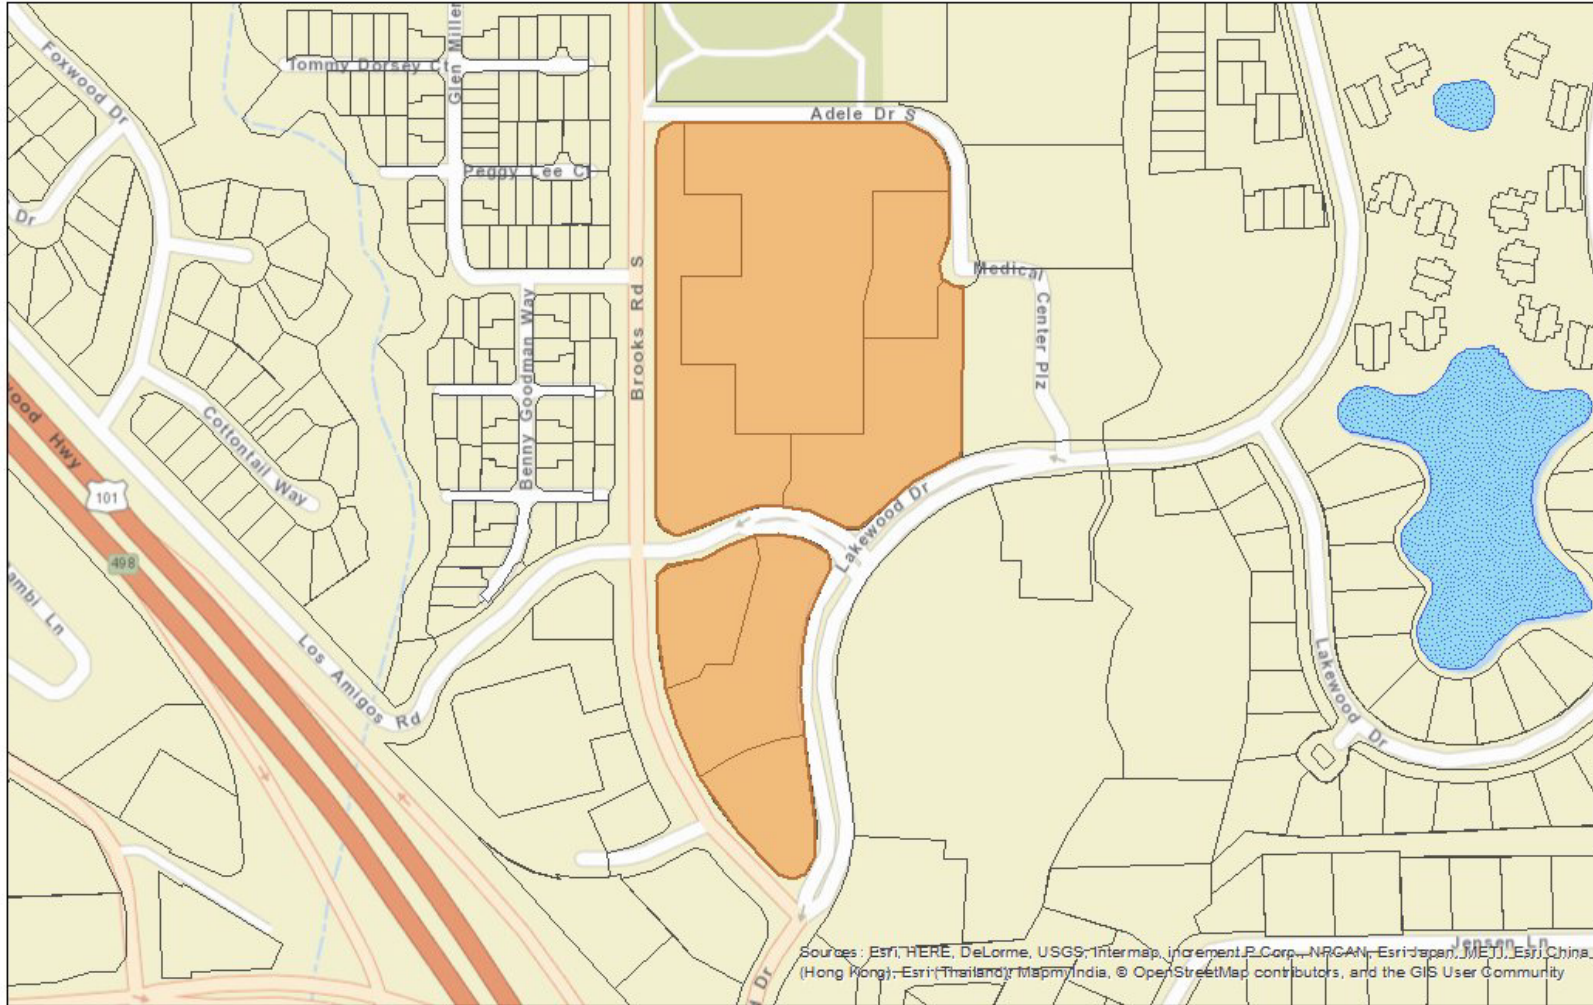 Foxwood Dr
Tommy Dorsey Ct
Glen Miller
Adele Dr S
Peggy Lee Ct
Dr
Medical Center Plz
Brooks Rd S
Benny Goodman Way
Cottontail Way
wood Hwy
101
498
ambi Ln
Los Amigos Rd
Lakewood Dr
Lakewood Dr
Dr
Jensen Ln
Sources: Esri, HERE, DeLorme, USGS, Intermap, increment P Corp., NRCAN, Esri Japan, METI, Esri China
(Hong Kong), Esri (Thailand), MapmyIndia, © OpenStreetMap contributors, and the GIS User Community